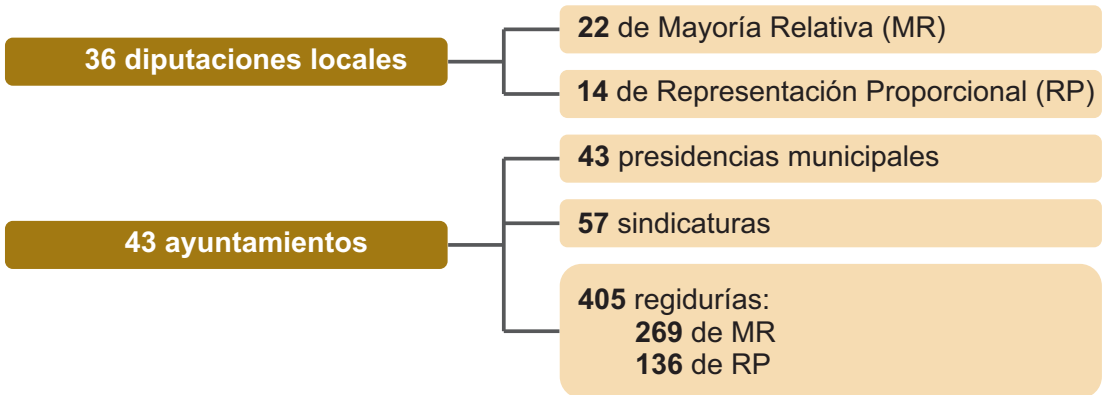 36 diputaciones locales
22 de Mayoría Relativa (MR)
14 de Representación Proporcional (RP)
43 ayuntamientos
43 presidencias municipales
57 sindicaturas
405 regidurías:
269 de MR
136 de RP